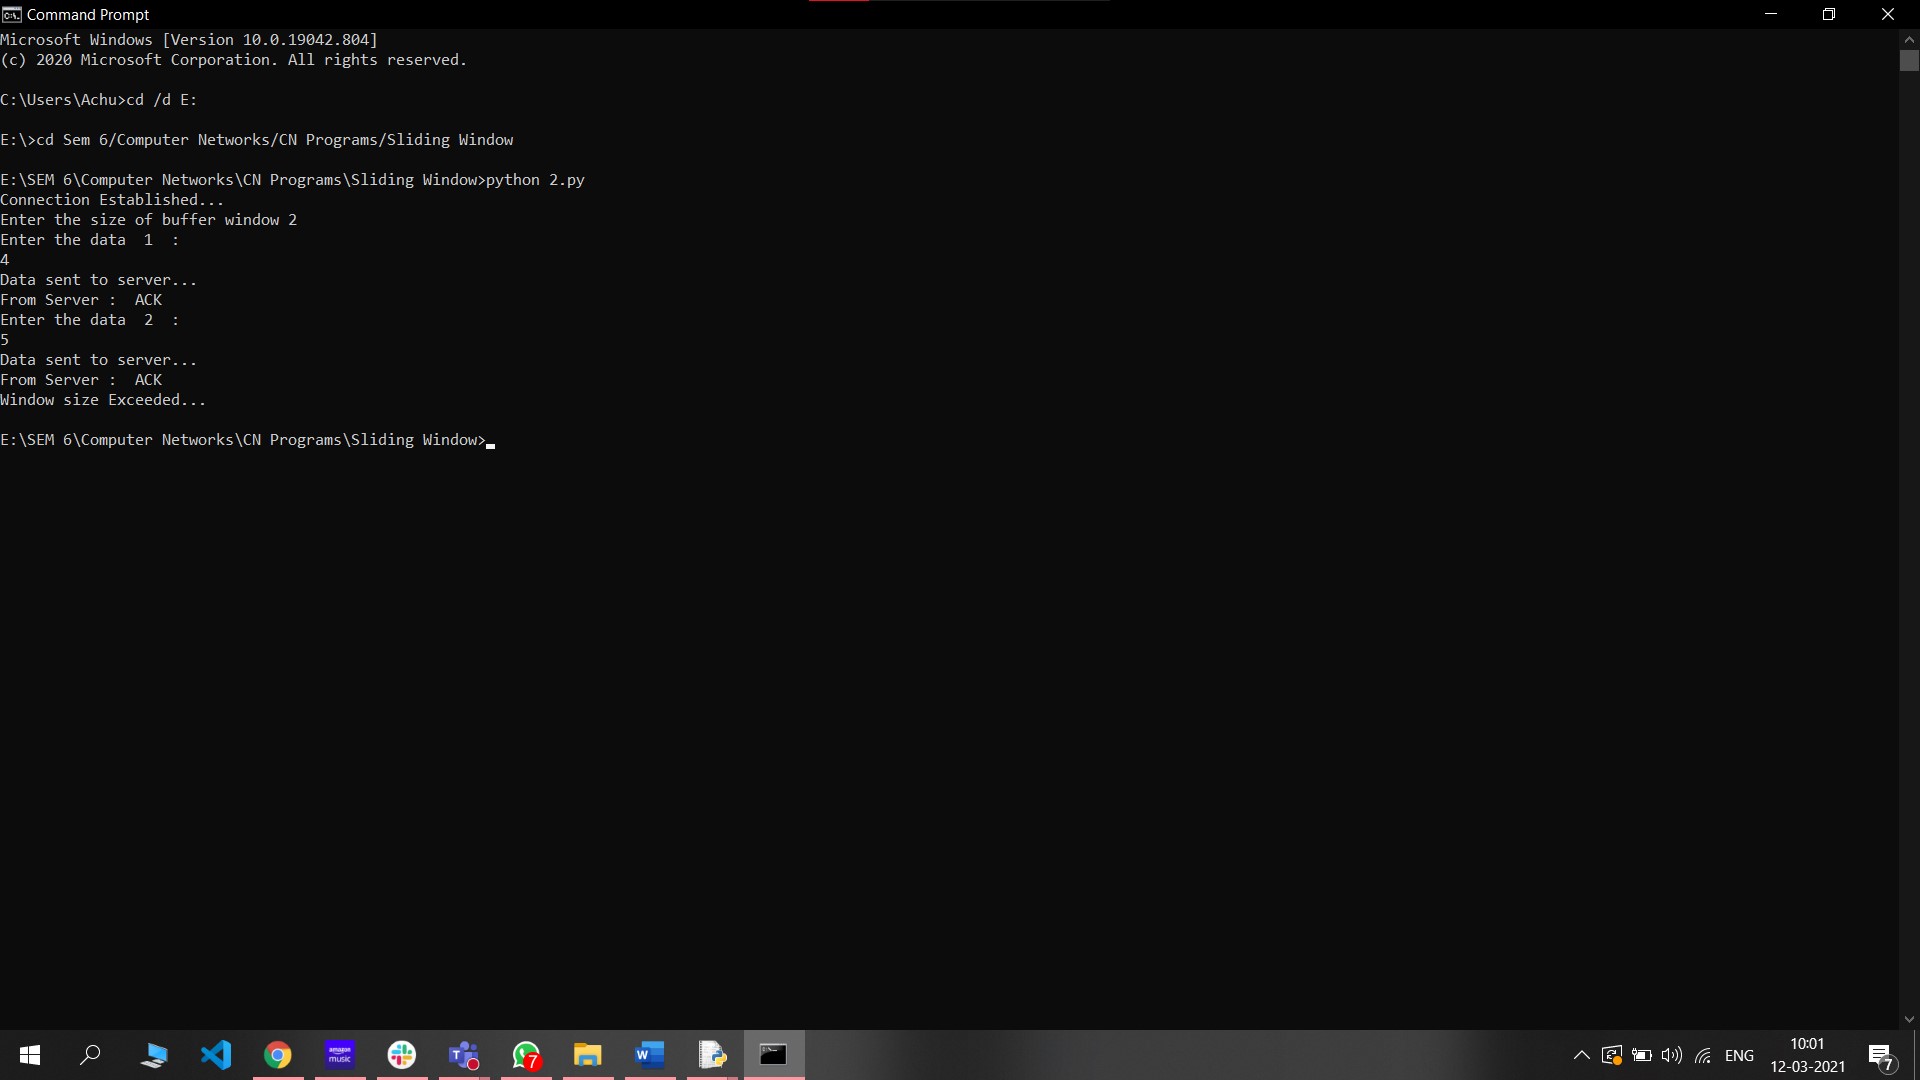 Command Prompt
Microsoft Windows [Version 10.0.19042.804]
(c) 2020 Microsoft Corporation. All rights reserved.
C:\Users\Achu>cd /d E:
E:\>cd Sem 6/Computer Networks/CN Programs/Sliding Window
E:\SEM 6\Computer Networks\CN Programs\Sliding Window>python 2.py
Connection Established...
Enter the size of buffer window 2
Enter the data  1  :
4
Data sent to server...
From Server :  ACK
Enter the data  2  :
5
Data sent to server...
From Server :  ACK
Window size Exceeded...
E:\SEM 6\Computer Networks\CN Programs\Sliding Window>
amazon
music
7
ENG
10:01
12-03-2021
7